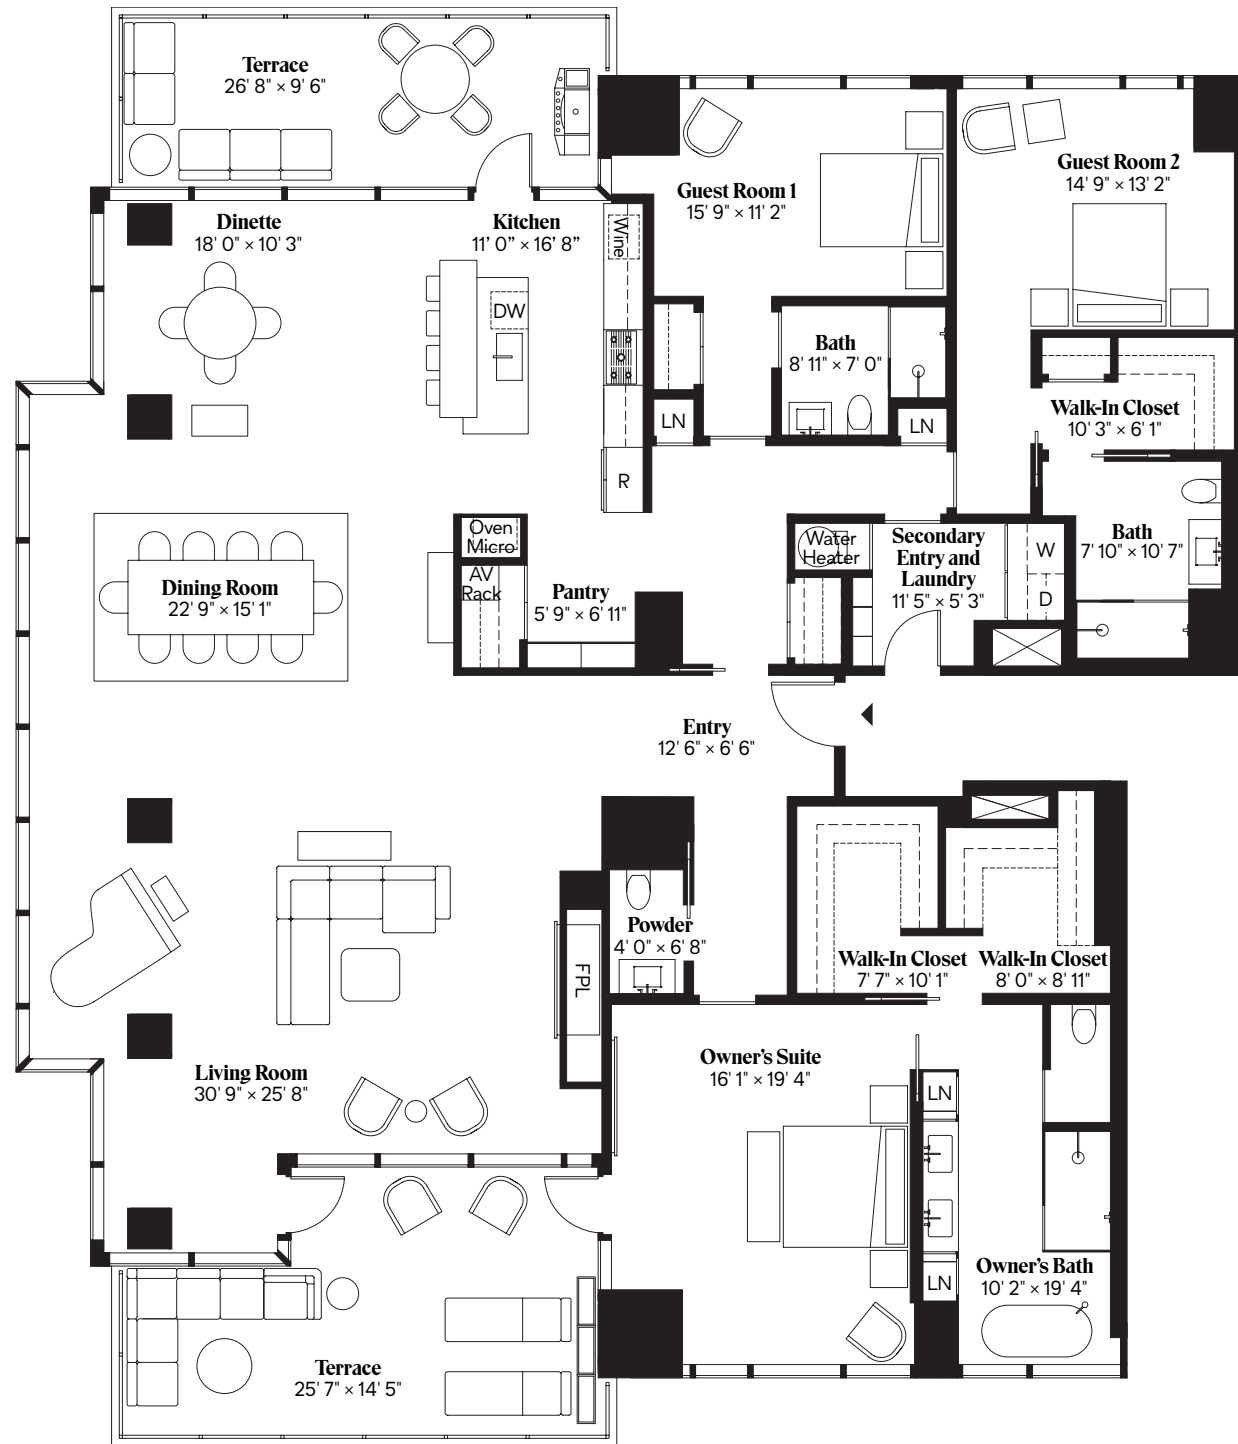 Terrace
26' 8" × 9' 6"
Dinette
18' 0" × 10' 3"
Kitchen
11' 0” × 16' 8”
Wine
DW
R
Guest Room 1
15' 9" × 11' 2"
Guest Room 2
14' 9" × 13' 2"
Bath
8' 11" × 7' 0"
LN
LN
Walk-In Closet
10' 3" × 6' 1"
Bath
7' 10" × 10' 7"
Oven
Micro
AV
Rack
Pantry
5' 9" × 6' 11"
Water
Heater
Secondary
Entry and
Laundry
11' 5" × 5' 3"
W
D
Dining Room
22' 9" × 15' 1"
Entry
12' 6" × 6' 6"
Powder
4' 0" × 6' 8"
FPL
Walk-In Closet
7' 7" × 10' 1"
Walk-In Closet
8' 0" × 8' 11"
Living Room
30' 9" × 25' 8"
Owner's Suite
16' 1" × 19' 4"
LN
LN
Owner's Bath
10' 2" × 19' 4"
Terrace
25' 7" × 14' 5"